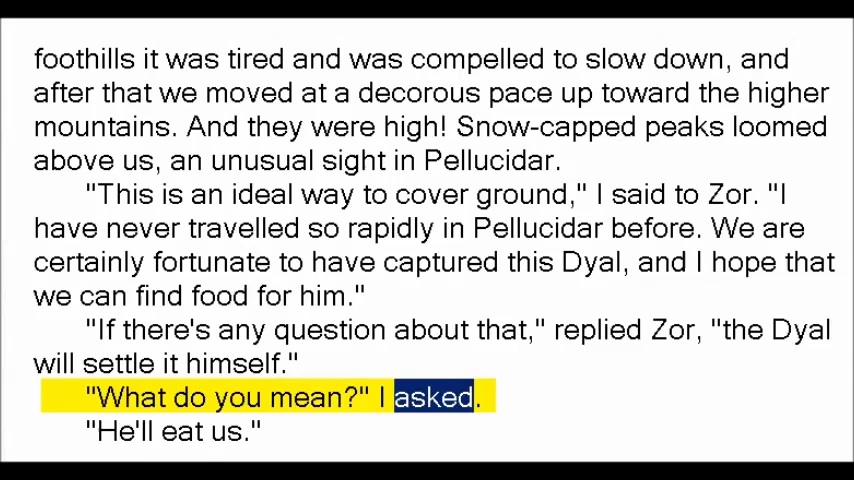 foothills it was tired and was compelled to slow down, and
after that we moved at a decorous pace up toward the higher
mountains. And they were high! Snow-capped peaks loomed
above us, an unusual sight in Pellucidar.
"This is an ideal way to cover ground," I said to Zor. "I
have never travelled so rapidly in Pellucidar before. We are
certainly fortunate to have captured this Dyal, and I hope that
we can find food for him."
"If there's any question about that," replied Zor, "the Dyal
will settle it himself."
"What do you mean?" I asked.
"He'll eat us."